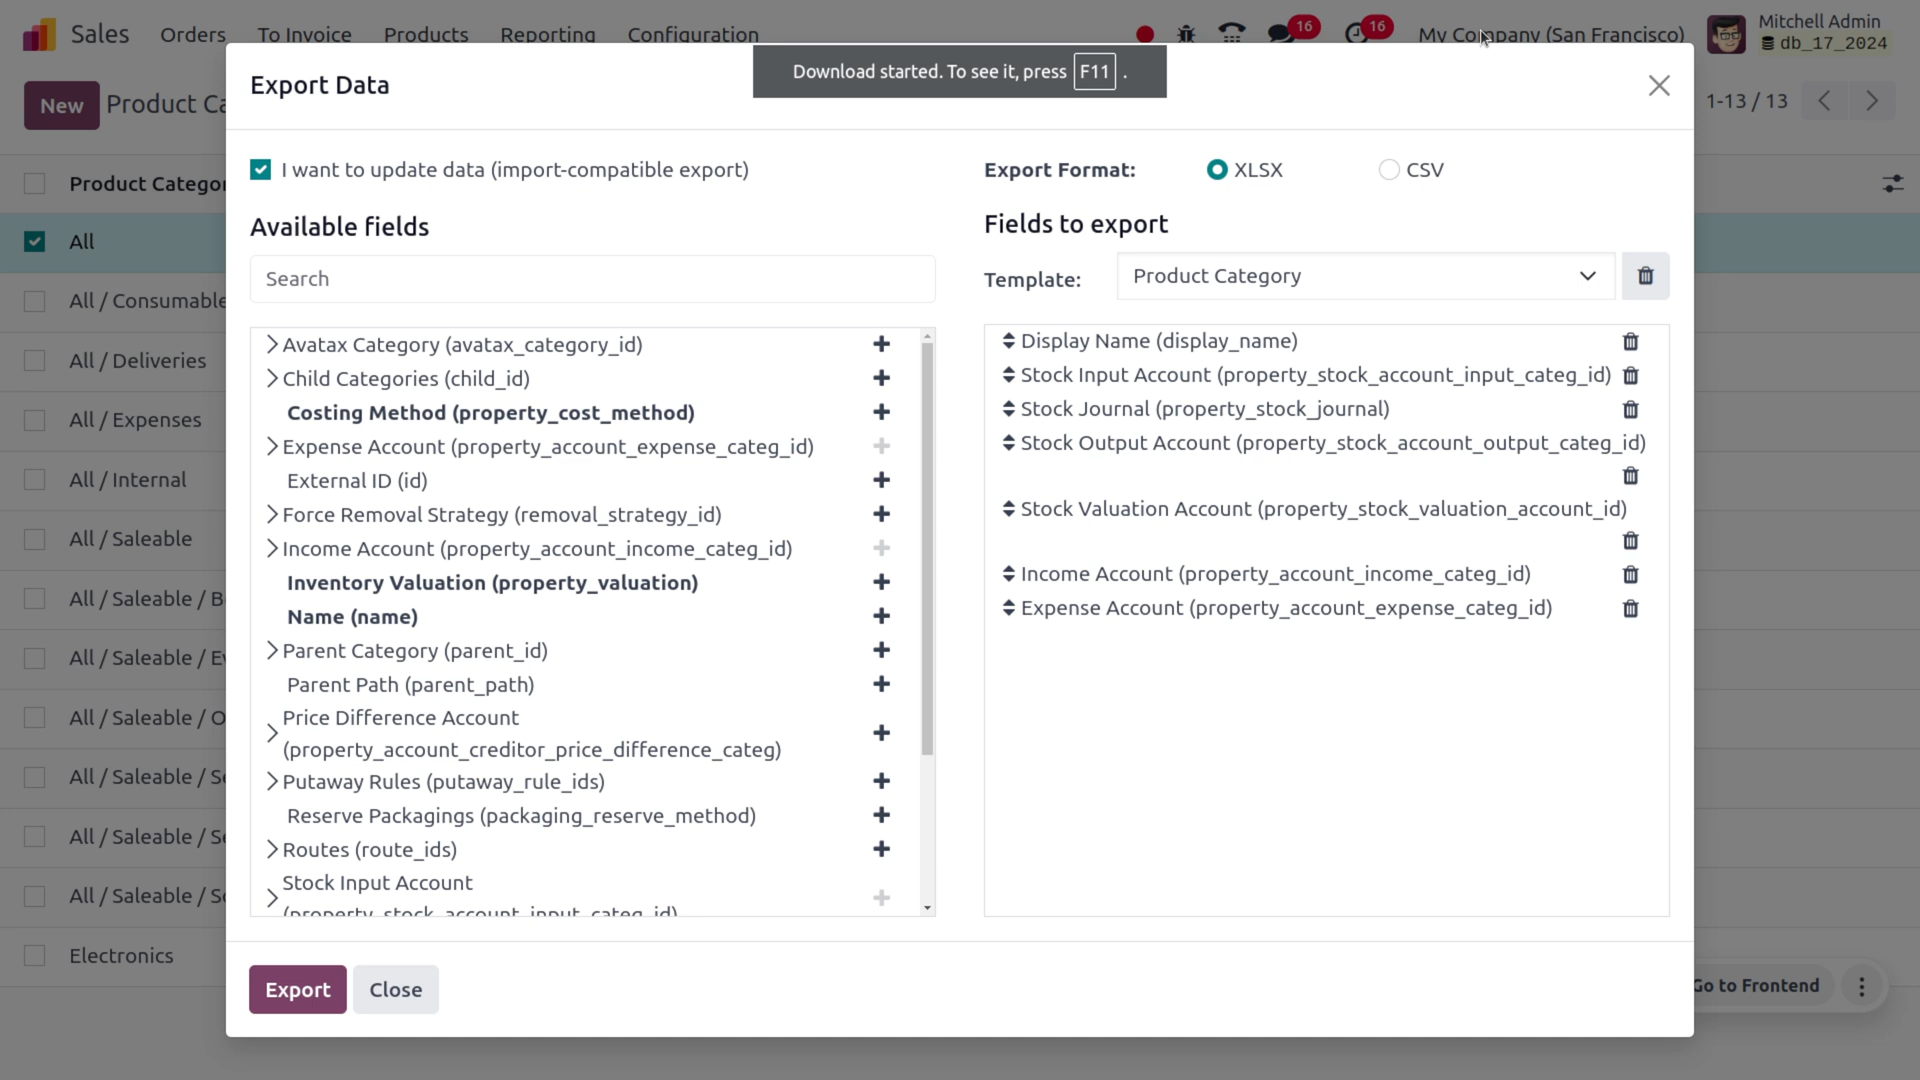 Sales Orders To Invoice Products Reporting Configuration 16 16 My Company (San Francisco) Mitchell Admin
db_17_2024
Download started. To see it, press F11 .
Export Data
New Product Ca 1-13 / 13
I want to update data (import-compatible export)
Export Format: XLSX CSV
Product Categor
Available fields
Fields to export
All
Search
Template: Product Category
All / Consumable
All / Deliveries
All / Expenses
All / Internal
All / Saleable
All / Saleable / B
All / Saleable / E
All / Saleable / O
All / Saleable / Se
All / Saleable / Se
All / Saleable / So
Electronics
Avatax Category (avatax_category_id)
Child Categories (child_id)
Costing Method (property_cost_method)
Expense Account (property_account_expense_categ_id)
External ID (id)
Force Removal Strategy (removal_strategy_id)
Income Account (property_account_income_categ_id)
Inventory Valuation (property_valuation)
Name (name)
Parent Category (parent_id)
Parent Path (parent_path)
Price Difference Account
(property_account_creditor_price_difference_categ)
Putaway Rules (putaway_rule_ids)
Reserve Packagings (packaging_reserve_method)
Routes (route_ids)
Stock Input Account
(property_stock_account_input_categ_id)
Display Name (display_name)
Stock Input Account (property_stock_account_input_categ_id)
Stock Journal (property_stock_journal)
Stock Output Account (property_stock_account_output_categ_id)
Stock Valuation Account (property_stock_valuation_account_id)
Income Account (property_account_income_categ_id)
Expense Account (property_account_expense_categ_id)
Export Close
Go to Frontend